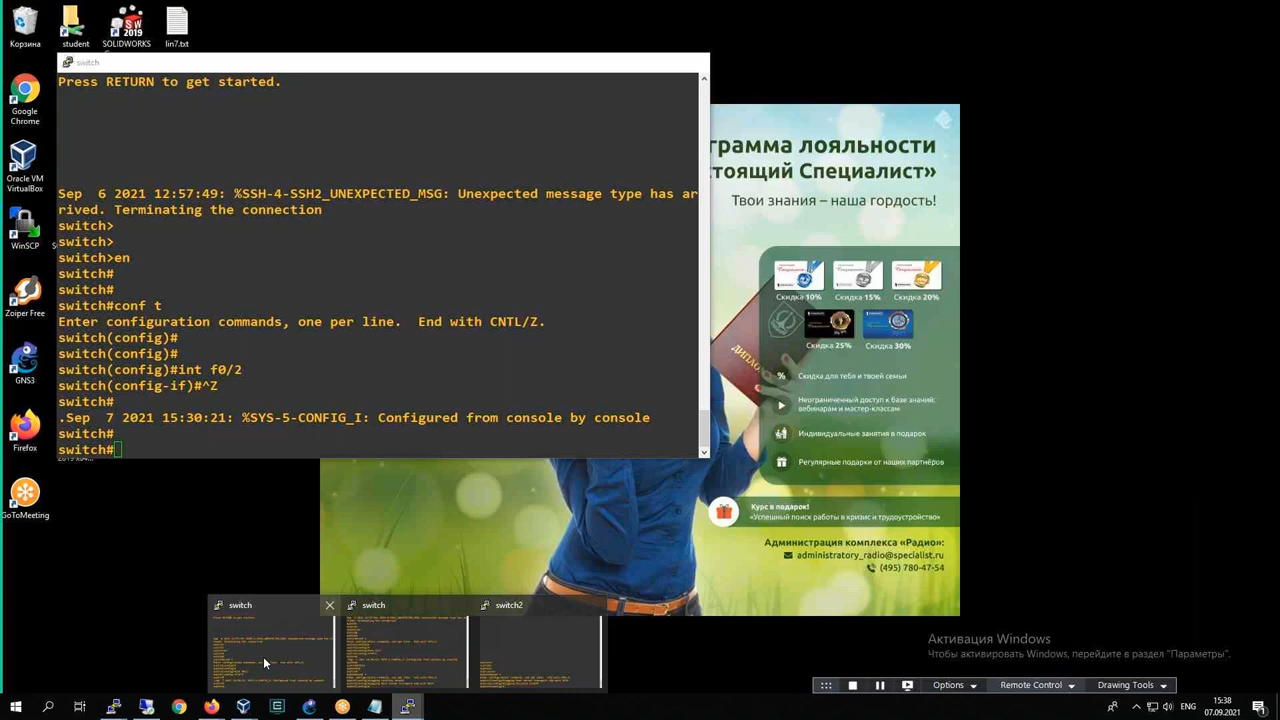 Корзина
student
SOLIDWORKS
lin7.txt
Google
Chrome
Oracle VM
VirtualBox
WinSCP
Zoiper Free
GNS3
Firefox
GoToMeeting
switch
Press RETURN to get started.
Sep  6 2021 12:57:49: %SSH-4-SSH2_UNEXPECTED_MSG: Unexpected message type has ar
rived. Terminating the connection
switch>
switch>
switch>en
switch#
switch#
switch#conf t
Enter configuration commands, one per line.  End with CNTL/Z.
switch(config)#
switch(config)#
switch(config)#int f0/2
switch(config-if)#^Z
switch#
.Sep  7 2021 15:30:21: %SYS-5-CONFIG_I: Configured from console by console
switch#
switch#
грамма лояльности
стоящий Специалист»
Твои знания – наша гордость!
Скидка 10%
Скидка 15%
Скидка 20%
Скидка 25%
Скидка 30%
ДИПЛОМ
% Скидка для тебя и твоей семьи
Неограниченный доступ к базе знаний:
вебинарам и мастер-классам
Индивидуальные занятия в подарок
Регулярные подарки от наших партнёров
Курс в подарок!
«Успешный поиск работы в кризис и трудоустройство»
Администрация комплекса «Радио»:
administratory_radio@specialist.ru
(495) 780-47-54
switch
switch
switch2
Активация Windows
Чтобы активировать Windows, перейдите в раздел "Параметры".
Options
Remote Control
Drawing Tools
ENG
15:38
07.09.2021